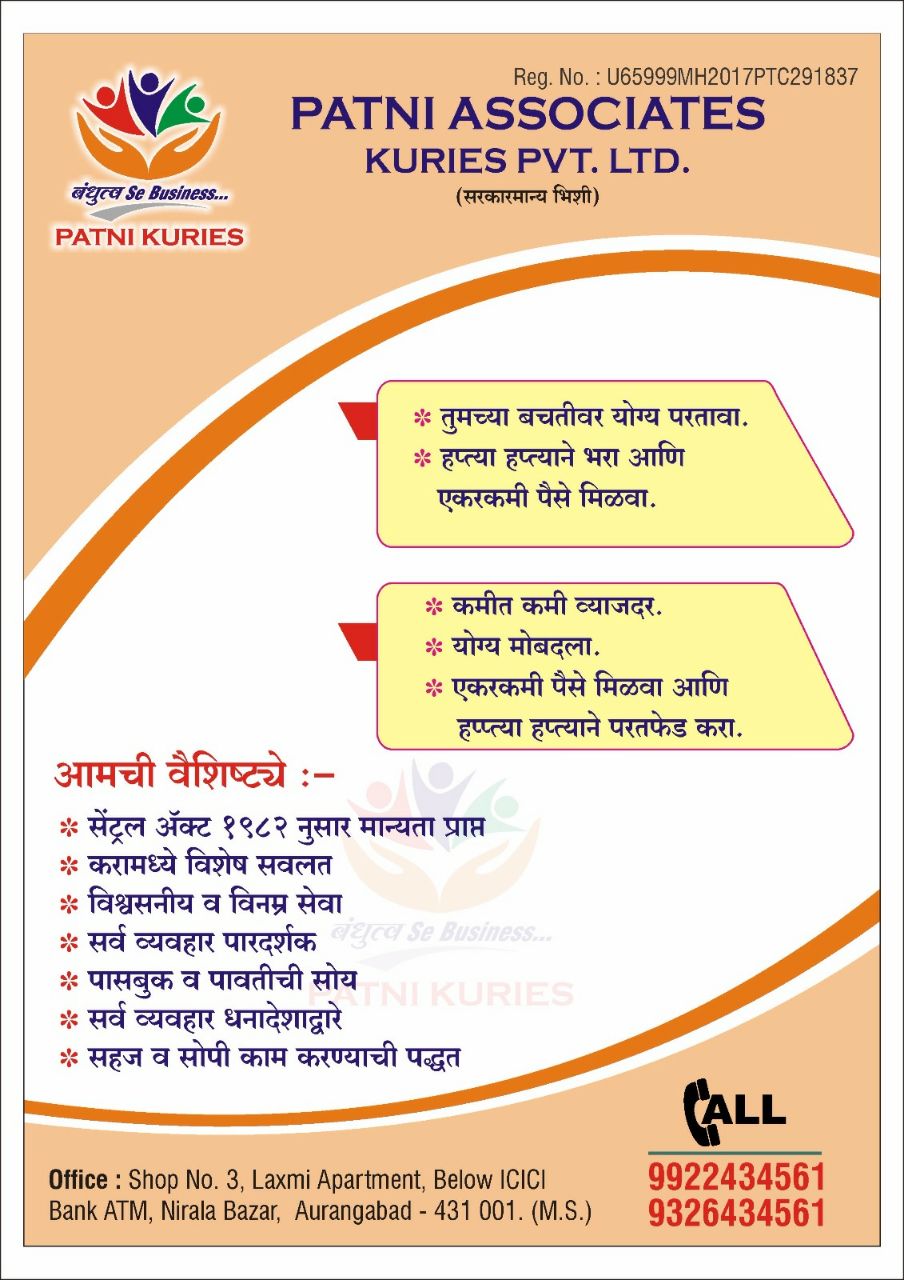 Reg. No. : U65999MH2017PTC291837
PATNI ASSOCIATES
KURIES PVT. LTD.
(सरकारमान्य भिशी)
बंधुत्व Se Business...
PATNI KURIES
✽ तुमच्या बचतीवर योग्य परतावा.
✽ हप्त्या हप्त्याने भरा आणि
एकरकमी पैसे मिळवा.
✽ कमीत कमी व्याजदर.
✽ योग्य मोबदला.
✽ एकरकमी पैसे मिळवा आणि
हप्प्त्या हप्त्याने परतफेड करा.
आमची वैशिष्ट्ये :–
✽ सेंट्रल ॲक्ट १९८२ नुसार मान्यता प्राप्त
✽ करामध्ये विशेष सवलत
✽ विश्वसनीय व विनम्र सेवा
✽ सर्व व्यवहार पारदर्शक
✽ पासबुक व पावतीची सोय
✽ सर्व व्यवहार धनादेशाद्वारे
✽ सहज व सोपी काम करण्याची पद्धत
बंधुत्व Se Business...
PATNI KURIES
CALL
9922434561
9326434561
Office : Shop No. 3, Laxmi Apartment, Below ICICI
Bank ATM, Nirala Bazar, Aurangabad - 431 001. (M.S.)